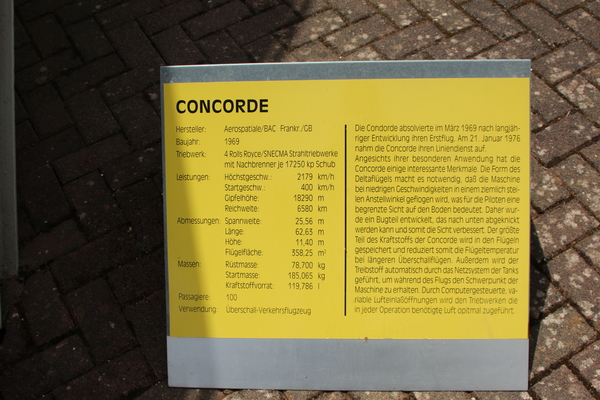 CONCORDE
Hersteller: Aerospatiale/BAC Frankr./GB
Baujahr: 1969
Triebwerk: 4 Rolls Royce/SNECMA Strahltriebwerke
mit Nachbrenner je 17250 kp Schub
Leistungen: Höchstgeschw.: 2179 km/h
Startgeschw.: 400 km/h
Gipfelhöhe: 18290 m
Reichweite: 6580 km
Abmessungen: Spannweite: 25,56 m
Länge: 62,63 m
Höhe: 11,40 m
Flügelfläche: 358,25 m²
Massen: Rüstmasse: 78,700 kg
Startmasse: 185,065 kg
Kraftstoffvorrat: 119,786 l
Passagiere: 100
Verwendung: Überschall-Verkehrsflugzeug
Die Condorde absolvierte im März 1969 nach langjäh-
riger Entwicklung ihren Erstflug. Am 21. Januar 1976
nahm die Concorde ihren Liniendienst auf.
Angesichts ihrer besonderen Anwendung hat die
Concorde einige interessante Merkmale. Die Form des
Deltaflügels macht es notwendig, daß die Maschine
bei niedrigen Geschwindigkeiten in einem ziemlich stei-
len Anstellwinkel geflogen wird, was für die Piloten eine
begrenzte Sicht auf den Boden bedeutet. Daher wur-
de ein Bugteil entwickelt, das nach unten abgeknickt
werden kann und somit die Sicht verbessert. Der größte
Teil des Kraftstoffs der Concorde wird in den Flügeln
gespeichert und reduziert somit die Flügeltemperatur
bei längeren Überschallflügen. Außerdem wird der
Treibstoff automatisch durch das Netzsystem der Tanks
geführt, um während des Flugs den Schwerpunkt der
Maschine zu erhalten. Durch Computergesteuerte, va-
riable Lufteinlaßöffnungen wird den Triebwerken die
in jeder Operation benötigte Luft opitmal zugeführt.